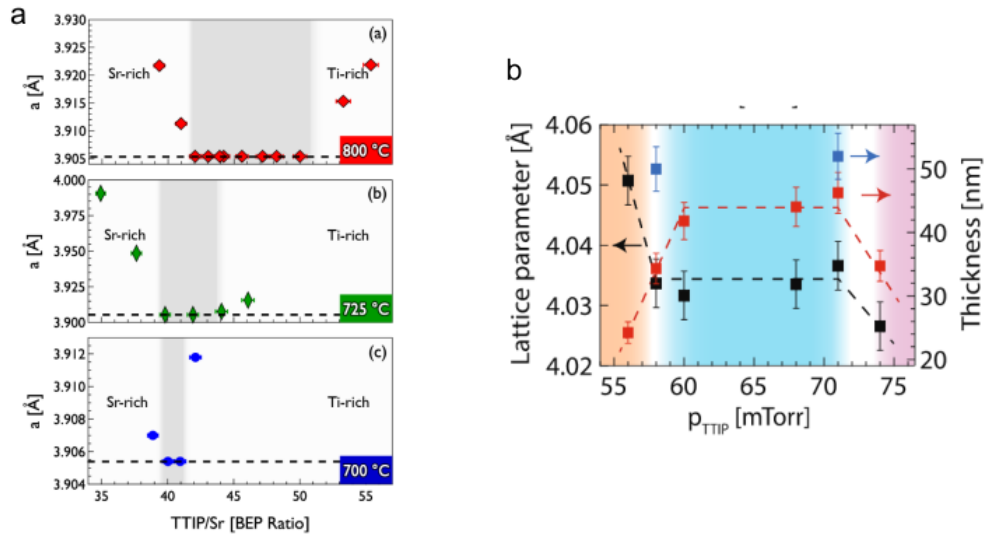 a
3.930
3.925
3.920
3.915
3.910
3.905
a [Å]
(a)
Sr-rich
Ti-rich
800 °C
4.000
3.975
3.950
3.925
3.900
a [Å]
(b)
Sr-rich
Ti-rich
725 °C
3.912
3.910
3.908
3.906
3.904
a [Å]
(c)
Sr-rich
Ti-rich
700 °C
35 40 45 50 55
TTIP/Sr [BEP Ratio]
b
4.06
4.05
4.04
4.03
4.02
Lattice parameter [Å]
50
40
30
20
Thickness [nm]
55 60 65 70 75
pTTIP [mTorr]